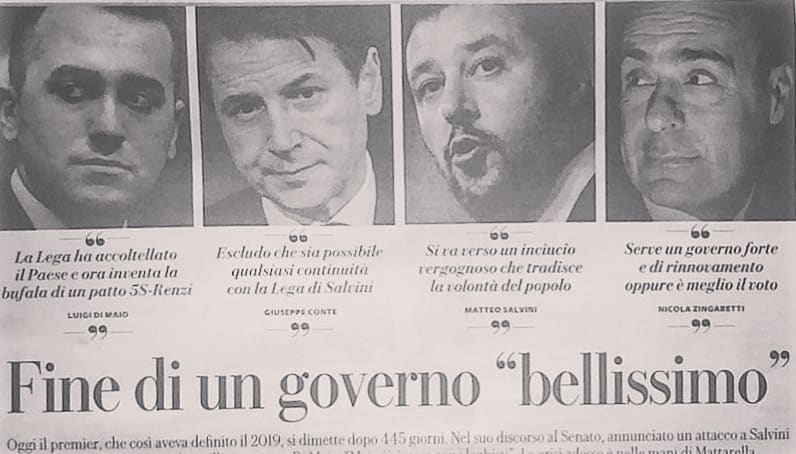 “
La Lega ha accoltellato
il Paese e ora inventa la
bufala di un patto 5S-Renzi
LUIGI DI MAIO
”
“
Escludo che sia possibile
qualsiasi continuità
con la Lega di Salvini
GIUSEPPE CONTE
”
“
Si va verso un inciucio
vergognoso che tradisce
la volontà del popolo
MATTEO SALVINI
”
“
Serve un governo forte
e di rinnovamento
oppure è meglio il voto
NICOLA ZINGARETTI
”
Fine di un governo “bellissimo”
Oggi il premier, che così aveva definito il 2019, si dimette dopo 445 giorni. Nel suo discorso al Senato, annunciato un attacco a Salvini
nelle mani di Mattarella